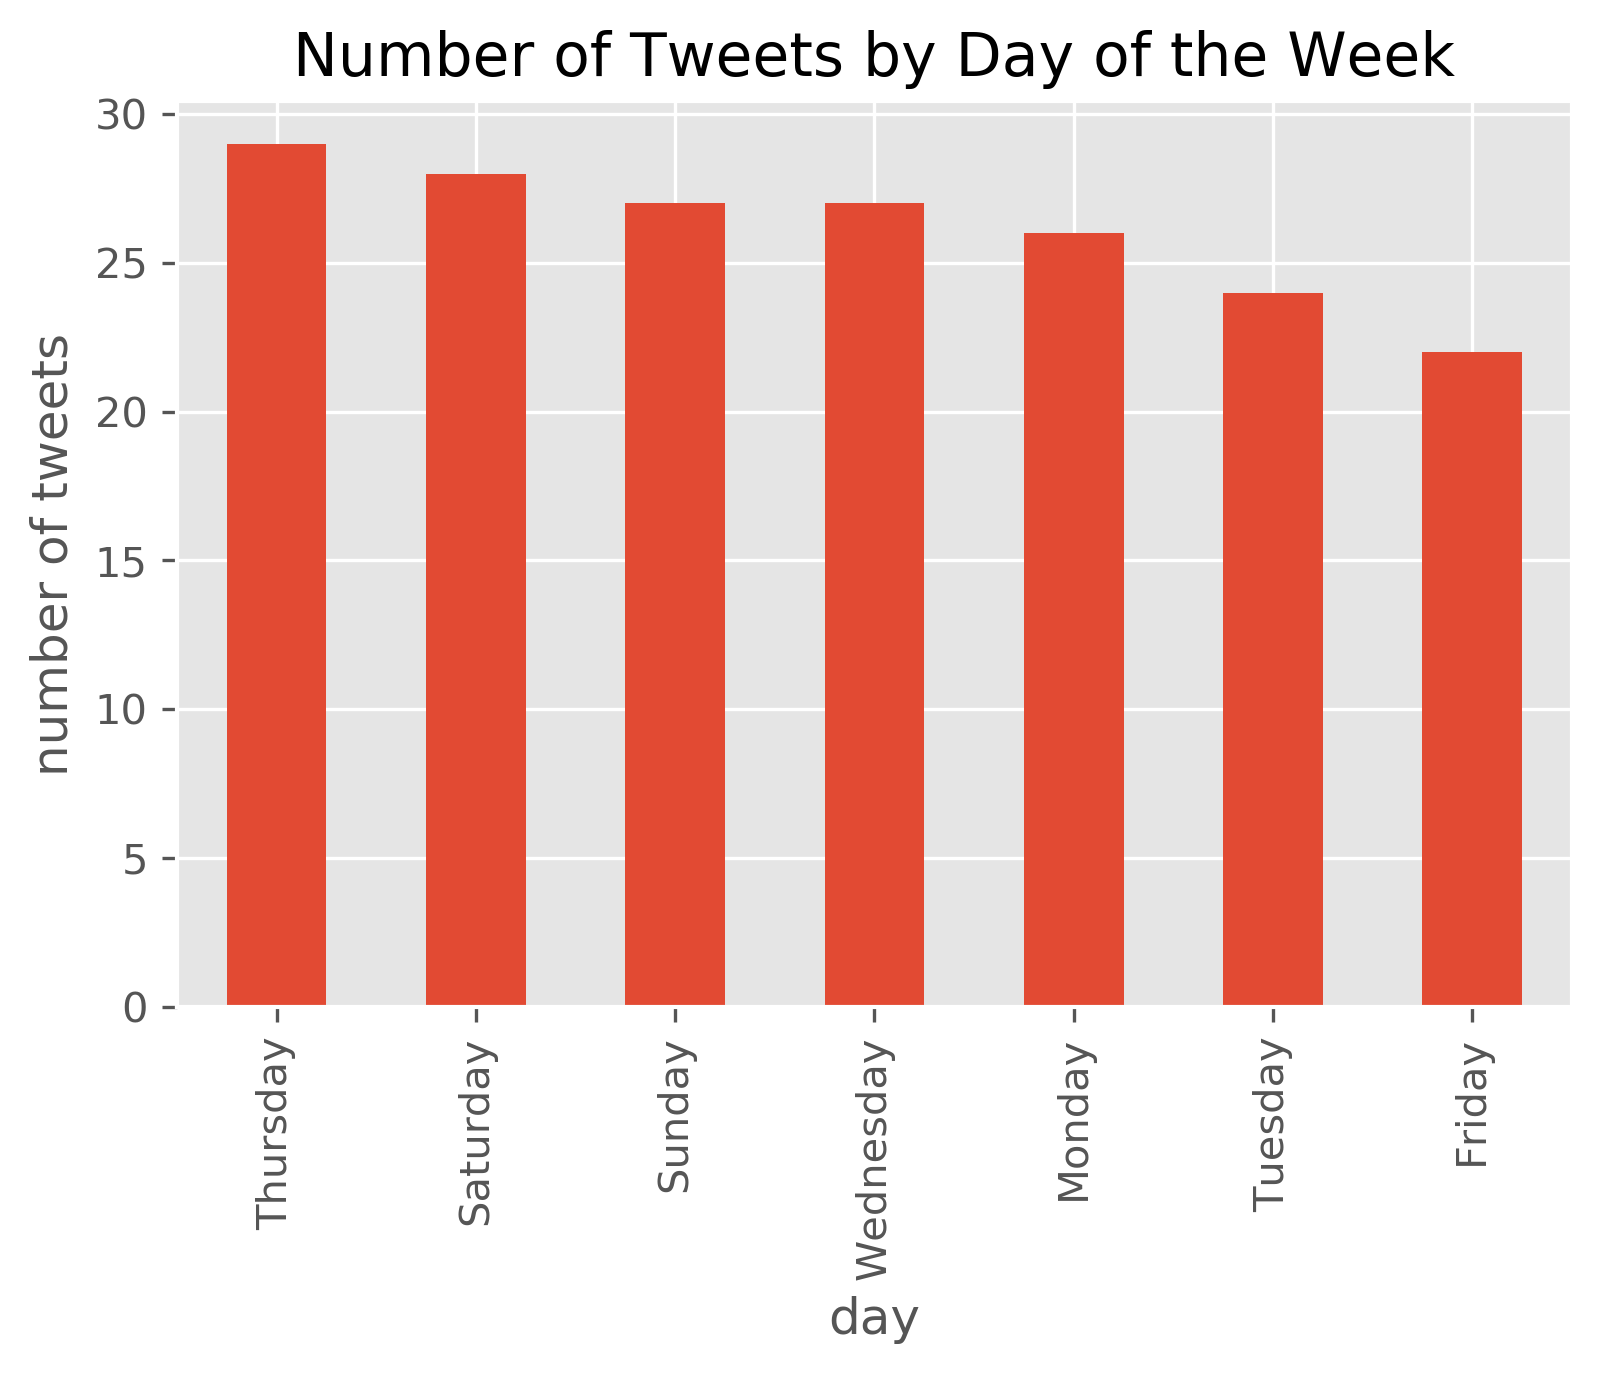 Number of Tweets by Day of the Week
30
25
20
15
10
5
0
number of tweets
Thursday
Saturday
Sunday
Wednesday
Monday
Tuesday
Friday
day